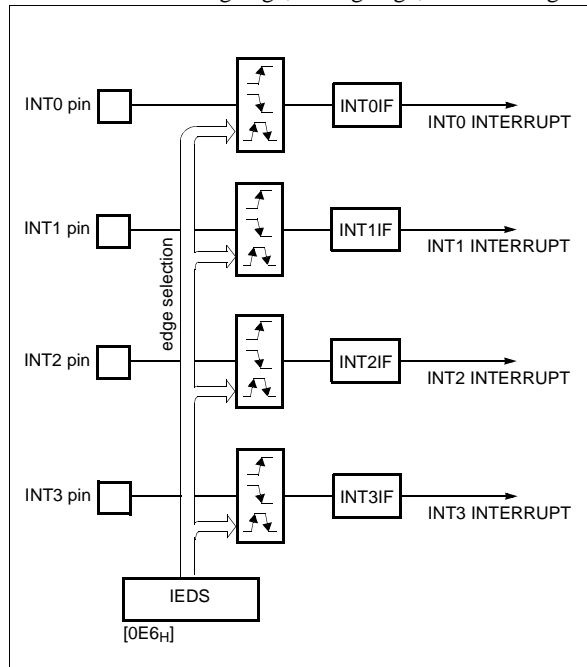 INT0 pin
INT0IF
INT0 INTERRUPT
INT1 pin
INT1IF
INT1 INTERRUPT
edge selection
INT2 pin
INT2IF
INT2 INTERRUPT
INT3 pin
INT3IF
INT3 INTERRUPT
IEDS
[0E6H]